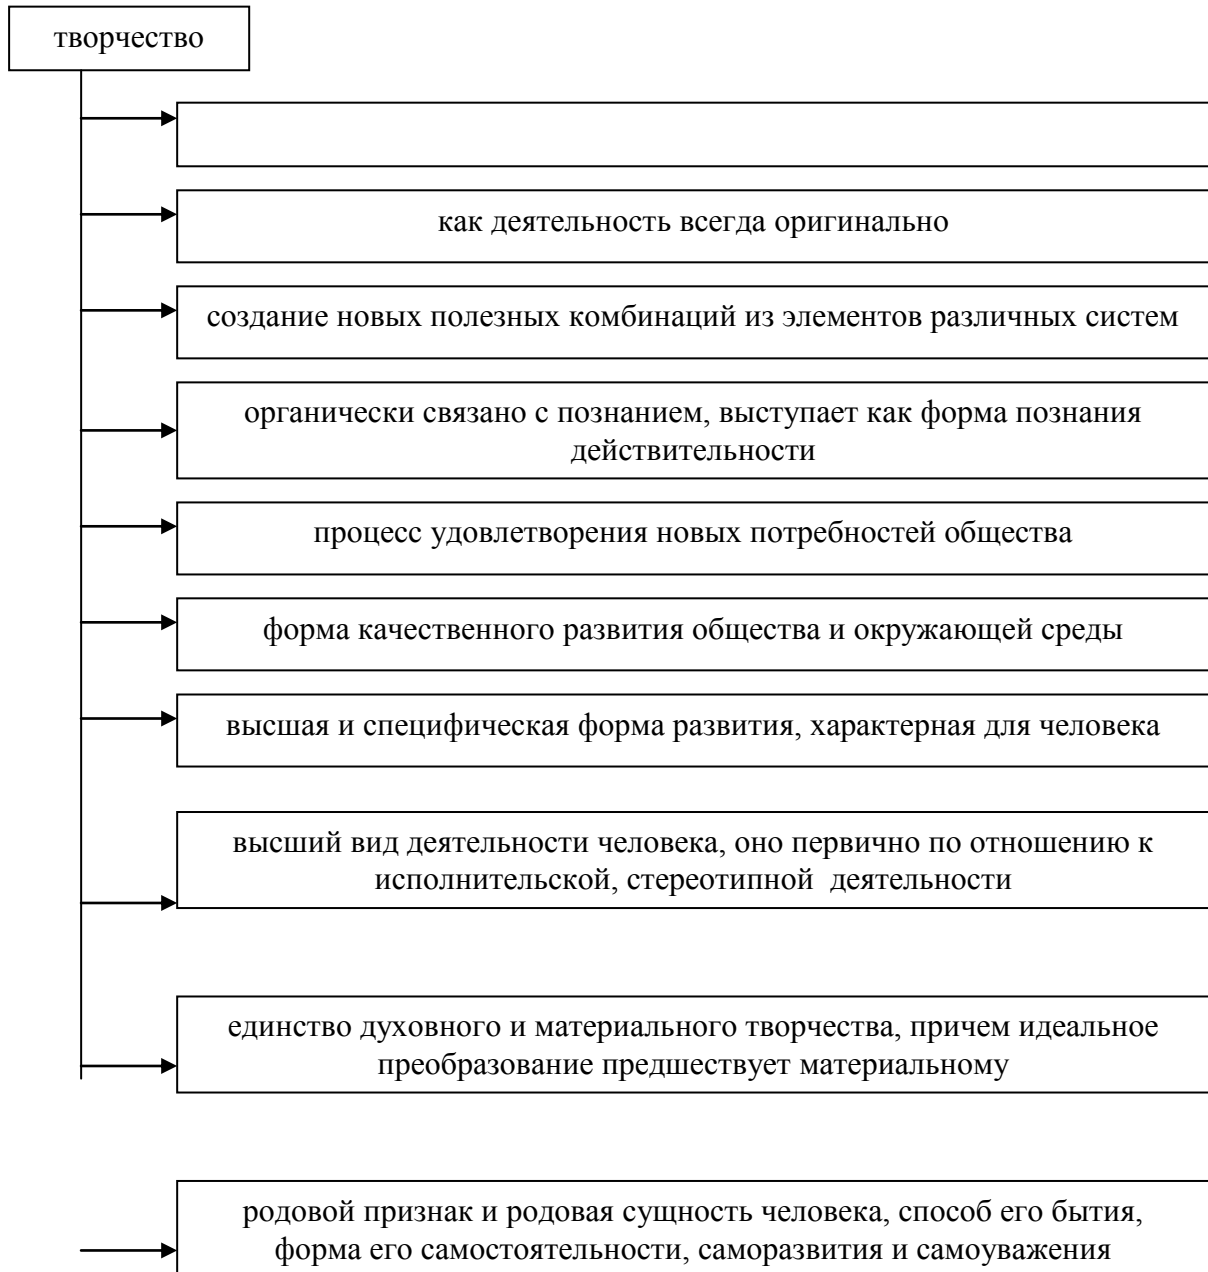 творчество
как деятельность всегда оригинально
создание новых полезных комбинаций из элементов различных систем
органически связано с познанием, выступает как форма познания
действительности
процесс удовлетворения новых потребностей общества
форма качественного развития общества и окружающей среды
высшая и специфическая форма развития, характерная для человека
высший вид деятельности человека, оно первично по отношению к
исполнительской, стереотипной деятельности
единство духовного и материального творчества, причем идеальное
преобразование предшествует материальному
родовой признак и родовая сущность человека, способ его бытия,
форма его самостоятельности, саморазвития и самоуважения